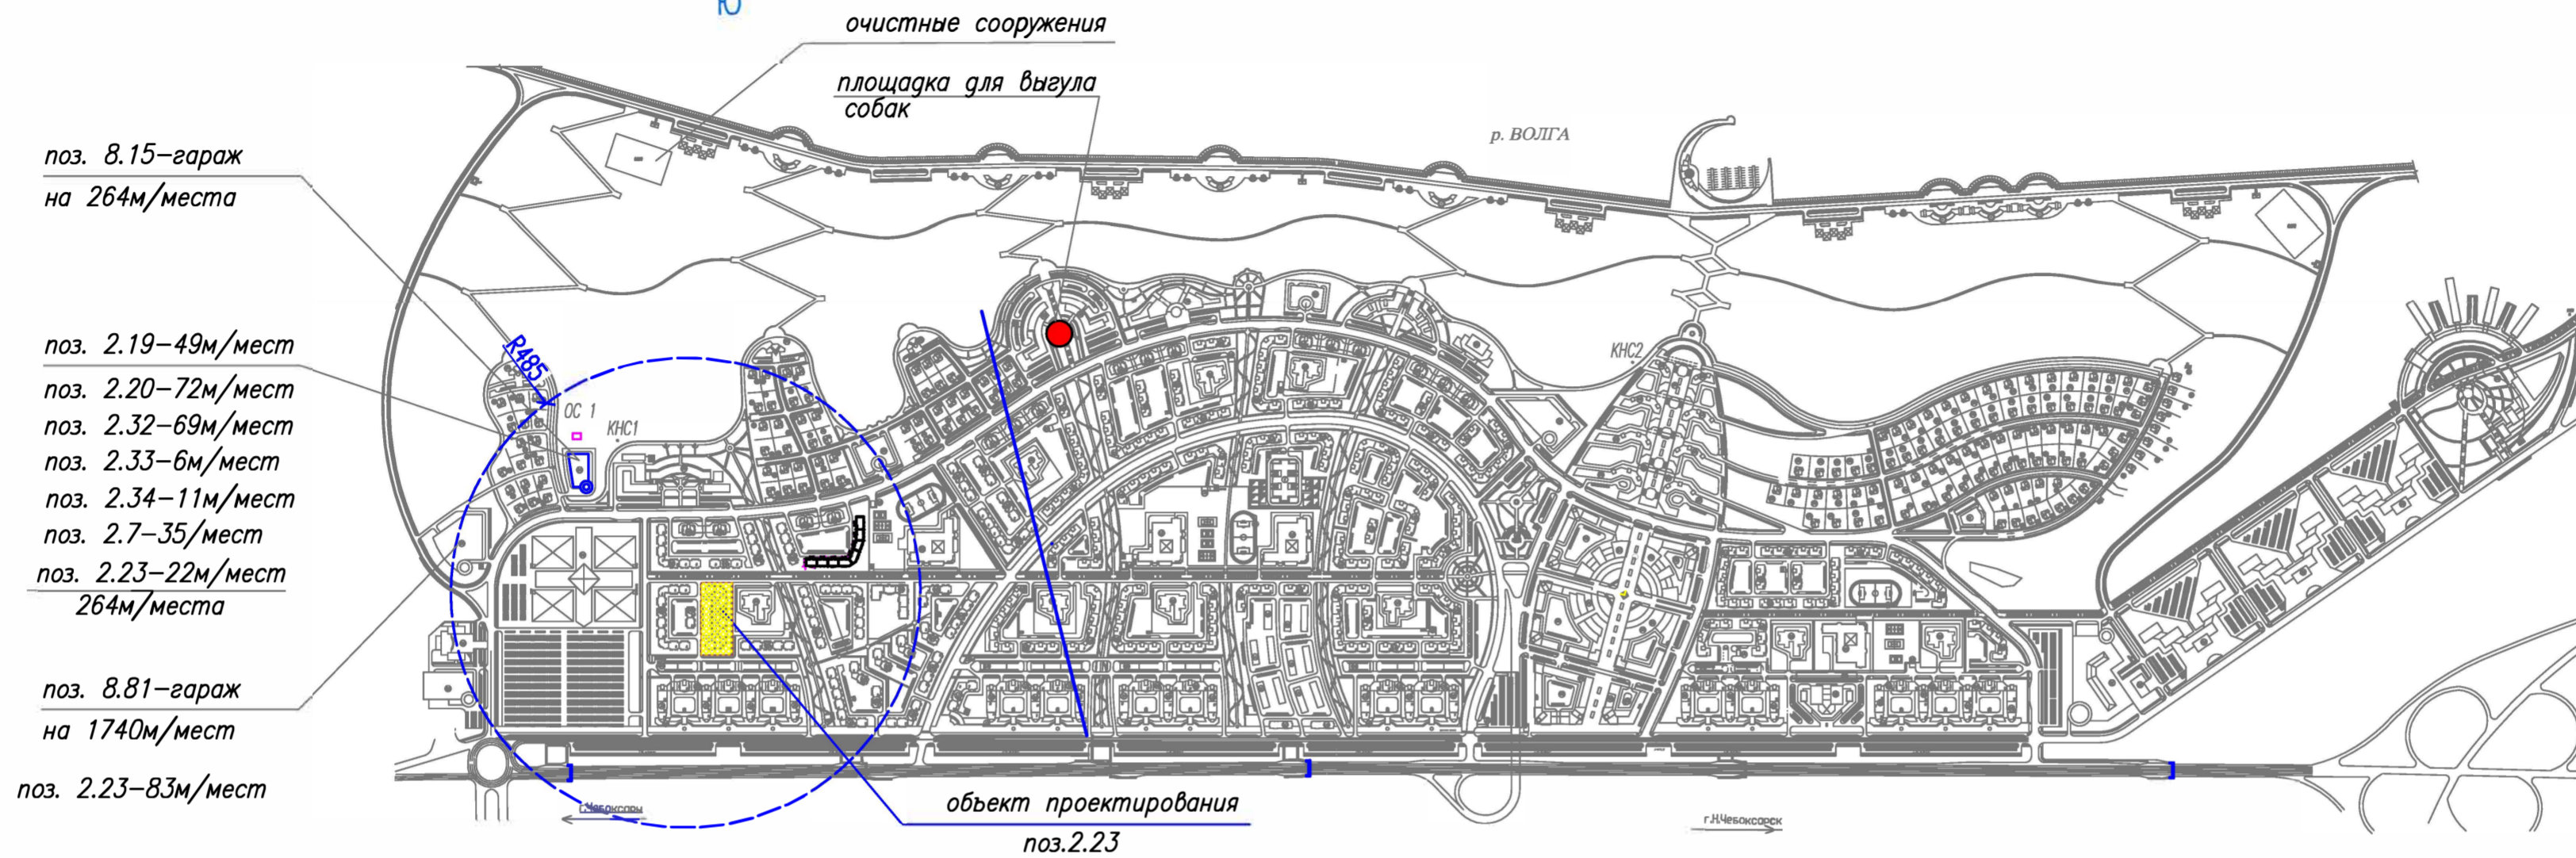 Ю
очистные сооружения
площадка для выгула
собак
р. ВОЛГА
поз. 8.15-гараж
на 264м/места
поз. 2.19-49м/мест
поз. 2.20-72м/мест
поз. 2.32-69м/мест
поз. 2.33-6м/мест
поз. 2.34-11м/мест
поз. 2.7-35/мест
поз. 2.23-22м/мест
264м/места
R485
ОС 1
КНС1
КНС2
поз. 8.81-гараж
на 1740м/мест
поз. 2.23-83м/мест
г.Чебоксары
объект проектирования
поз.2.23
г.Н.Чебоксарск